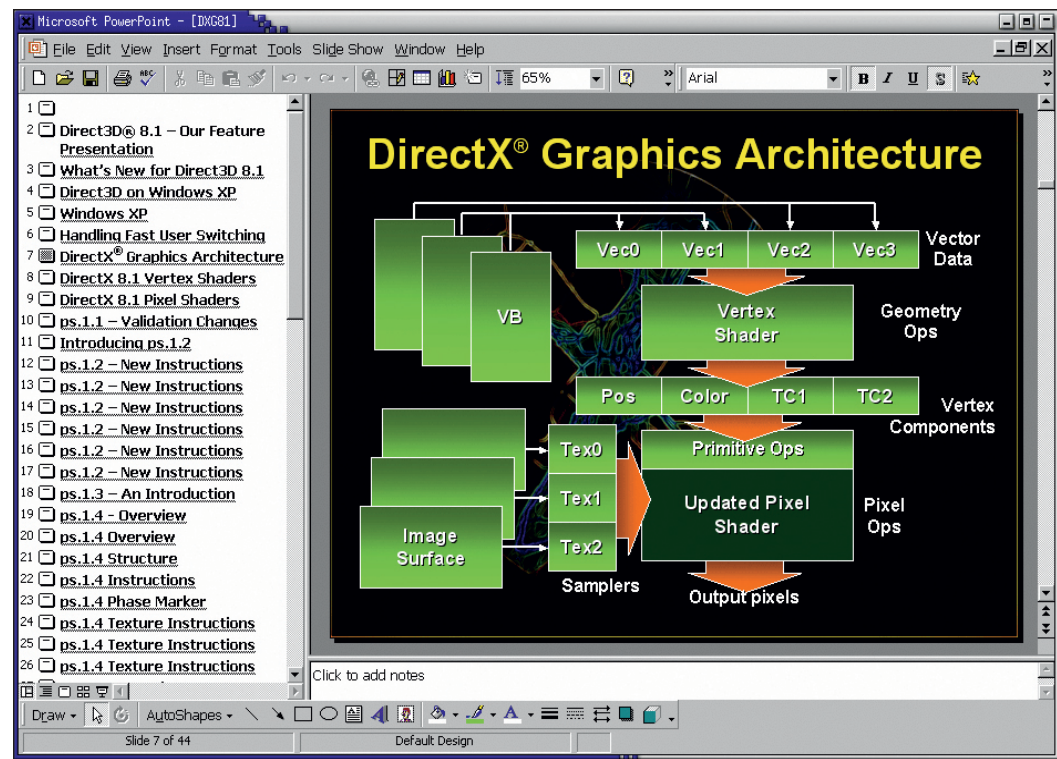 Microsoft PowerPoint - [DXG81]
File Edit View Insert Format Tools Slide Show Window Help
ABC 65% » Arial B I U S »
1
2 Direct3D® 8.1 – Our Feature
Presentation
3 What's New for Direct3D 8.1
4 Direct3D on Windows XP
5 Windows XP
6 Handling Fast User Switching
7 DirectX® Graphics Architecture
8 DirectX 8.1 Vertex Shaders
9 DirectX 8.1 Pixel Shaders
10 ps.1.1 – Validation Changes
11 Introducing ps.1.2
12 ps.1.2 – New Instructions
13 ps.1.2 – New Instructions
14 ps.1.2 – New Instructions
15 ps.1.2 – New Instructions
16 ps.1.2 – New Instructions
17 ps.1.2 – New Instructions
18 ps.1.3 – An Introduction
19 ps.1.4 - Overview
20 ps.1.4 Overview
21 ps.1.4 Structure
22 ps.1.4 Instructions
23 ps.1.4 Phase Marker
24 ps.1.4 Texture Instructions
25 ps.1.4 Texture Instructions
26 ps.1.4 Texture Instructions
DirectX® Graphics Architecture
Vec0 Vec1 Vec2 Vec3
Vector
Data
VB
Vertex
Shader
Geometry
Ops
Pos Color TC1 TC2
Vertex
Components
Primitive Ops
Tex0
Tex1
Tex2
Updated Pixel
Shader
Pixel
Ops
Image
Surface
Samplers
Output pixels
Click to add notes
Draw AutoShapes A A
Slide 7 of 44 Default Design